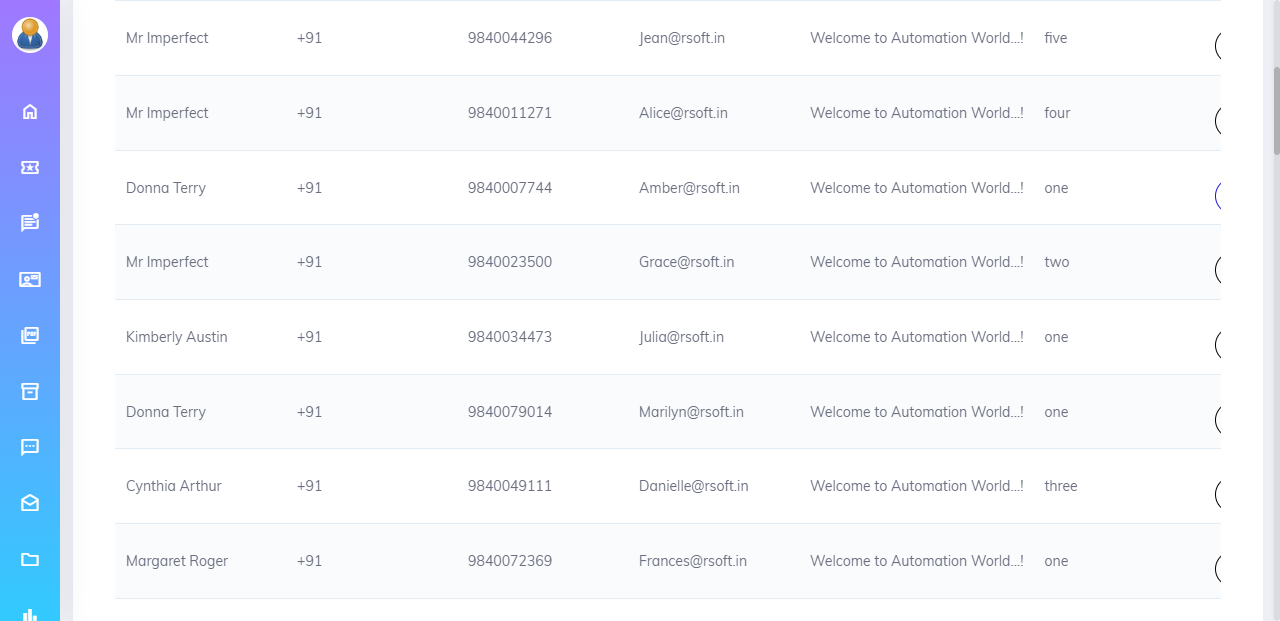 Mr Imperfect +91 9840044296 Jean@rsoft.in Welcome to Automation World...! five
Mr Imperfect +91 9840011271 Alice@rsoft.in Welcome to Automation World...! four
Donna Terry +91 9840007744 Amber@rsoft.in Welcome to Automation World...! one
Mr Imperfect +91 9840023500 Grace@rsoft.in Welcome to Automation World...! two
Kimberly Austin +91 9840034473 Julia@rsoft.in Welcome to Automation World...! one
Donna Terry +91 9840079014 Marilyn@rsoft.in Welcome to Automation World...! one
Cynthia Arthur +91 9840049111 Danielle@rsoft.in Welcome to Automation World...! three
Margaret Roger +91 9840072369 Frances@rsoft.in Welcome to Automation World...! one